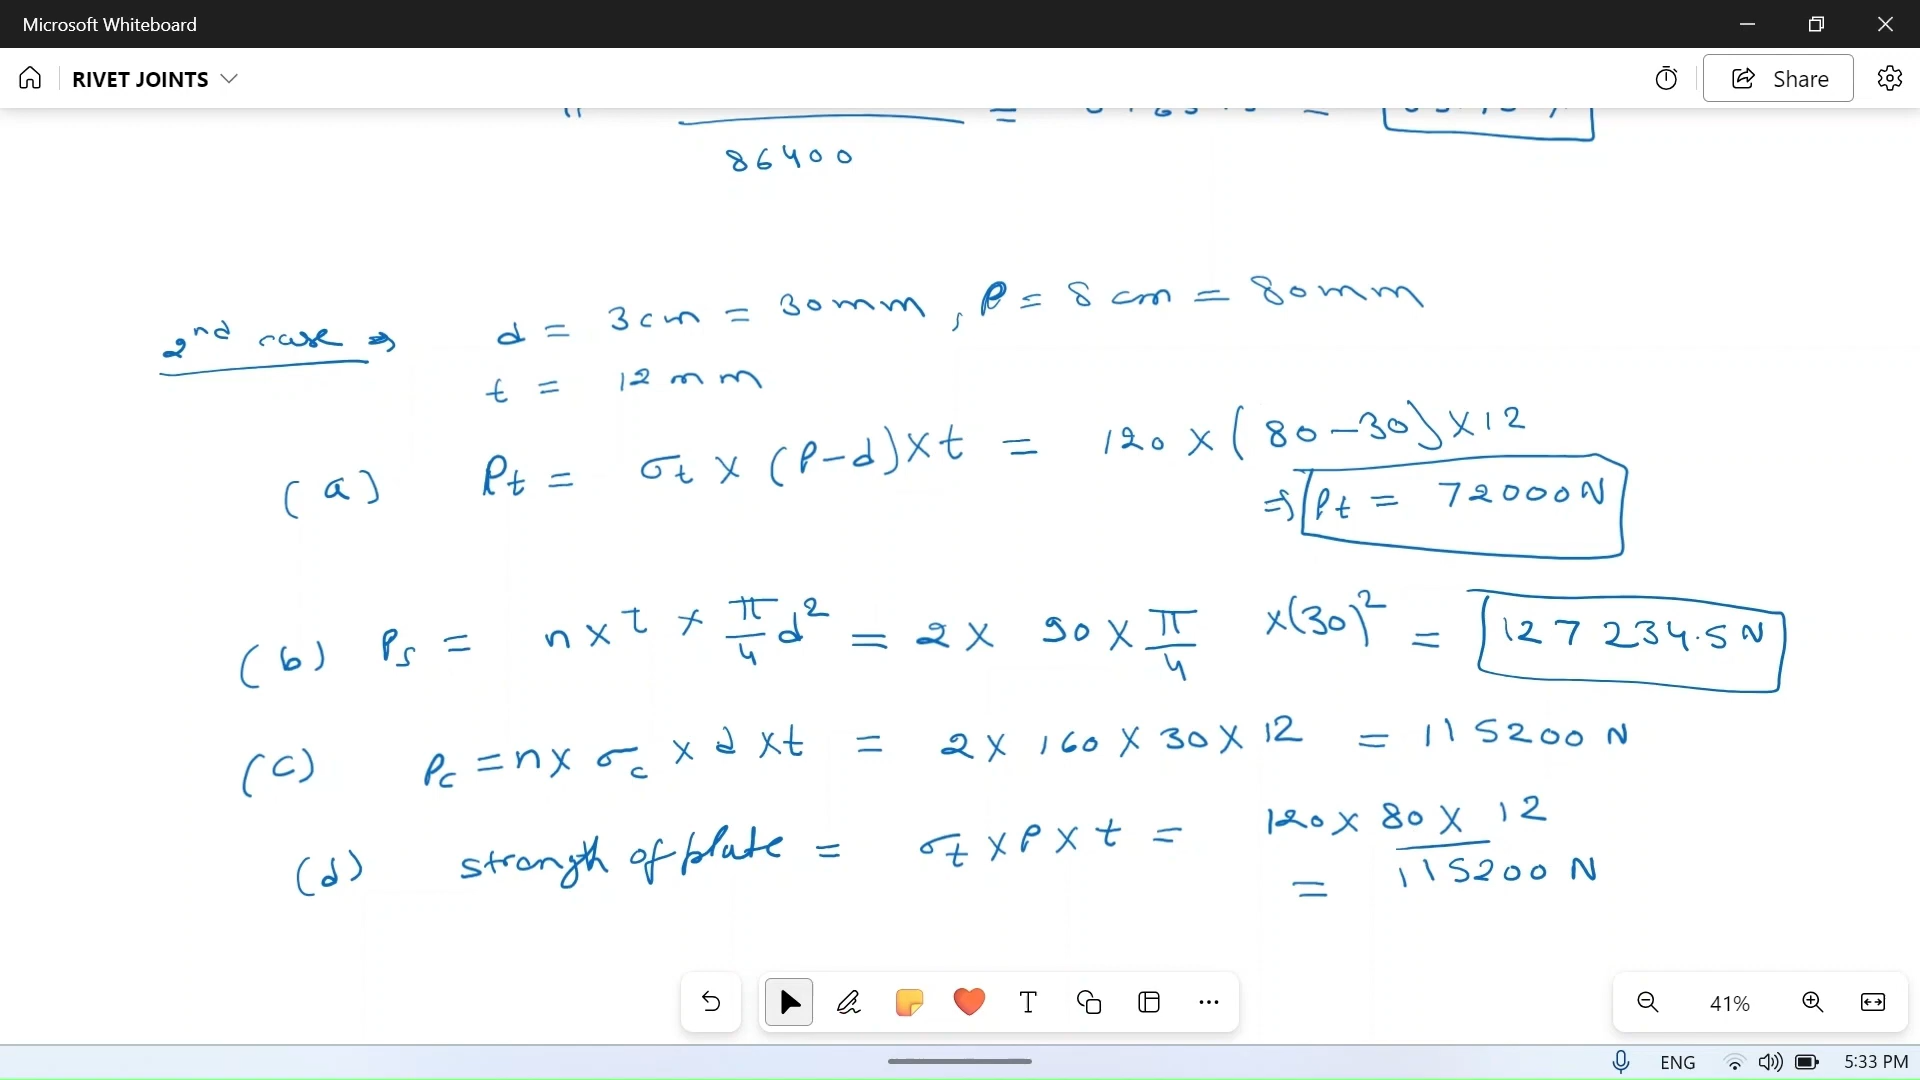 Microsoft Whiteboard
RIVET JOINTS
Share
86400
2nd case ⇒ d = 3cm = 30mm, P = 8 cm = 80mm
t = 12 mm
(a) Pt = σt × (P-d)×t = 120 × (80-30)×12
⇒ Pt = 72000N
(b) Ps = n×τ × π/4 d² = 2× 90 × π/4 ×(30)² = 127 234.5 N
(c) Pc = n× σc × d ×t = 2× 160 × 30× 12 = 115200 N
(d) strength of plate = σt ×P× t = 120× 80× 12
= 115200 N
T
41%
ENG
5:33 PM